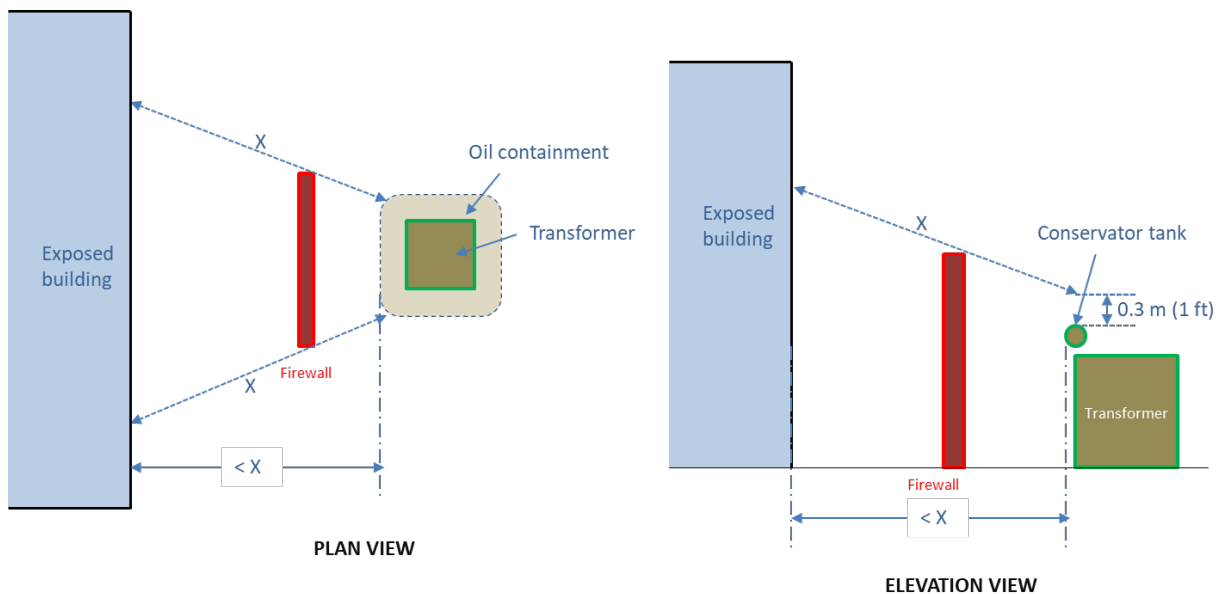 X
Oil containment
Transformer
Exposed
building
X
Firewall
< X
PLAN VIEW
Exposed
building
X
Conservator tank
0.3 m (1 ft)
Transformer
Firewall
< X
ELEVATION VIEW